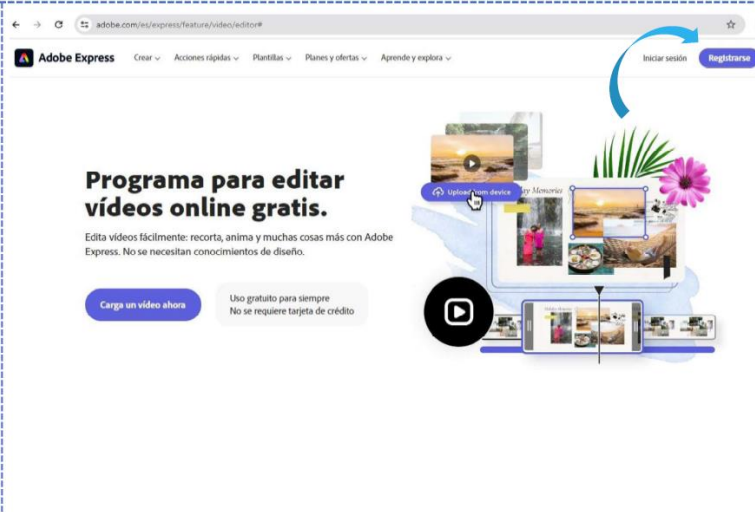 adobe.com/es/express/feature/video/editor#
Adobe Express Crear Acciones rápidas Plantillas Planes y ofertas Aprende y explora Iniciar sesión Registrarse
Programa para editar
vídeos online gratis.
Edita vídeos fácilmente: recorta, anima y muchas cosas más con Adobe
Express. No se necesitan conocimientos de diseño.
Carga un vídeo ahora
Uso gratuito para siempre
No se requiere tarjeta de crédito
Upload from device
Memories